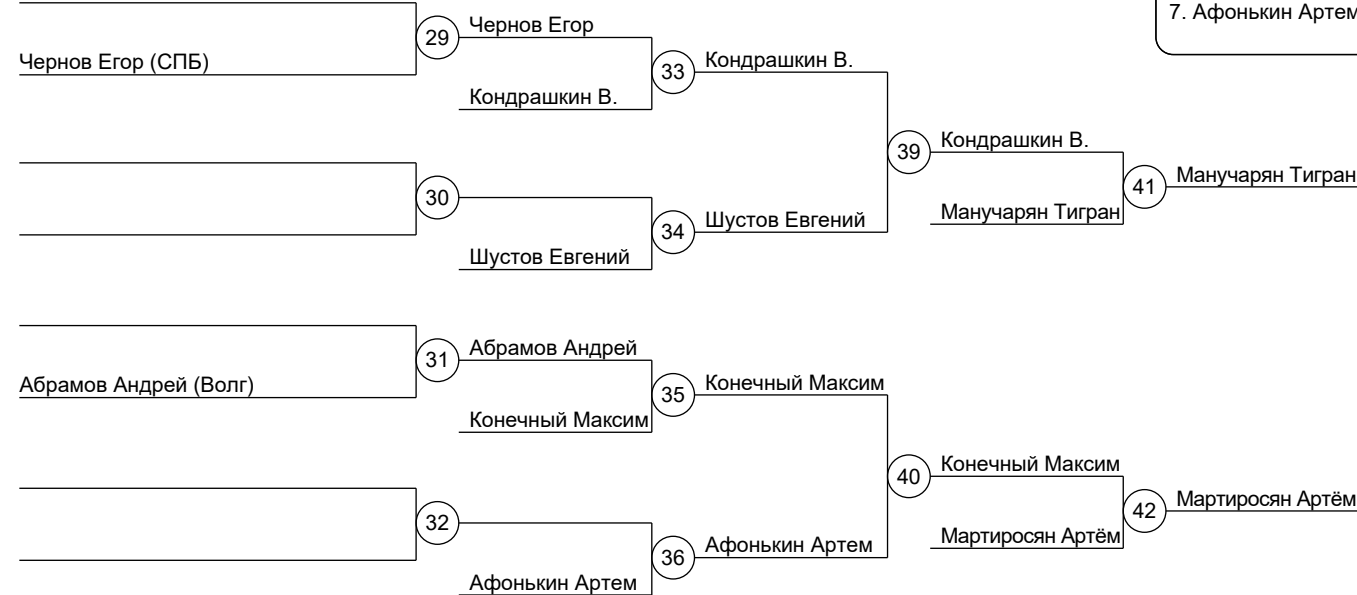 7. Афонькин Артем
29
Чернов Егор
Чернов Егор (СПБ)
33
Кондрашкин В.
Кондрашкин В.
39
Кондрашкин В.
41
Манучарян Тигран
30
34
Шустов Евгений
Манучарян Тигран
Шустов Евгений
31
Абрамов Андрей
Абрамов Андрей (Волг)
35
Конечный Максим
Конечный Максим
40
Конечный Максим
42
Мартиросян Артём
32
36
Афонькин Артем
Мартиросян Артём
Афонькин Артем